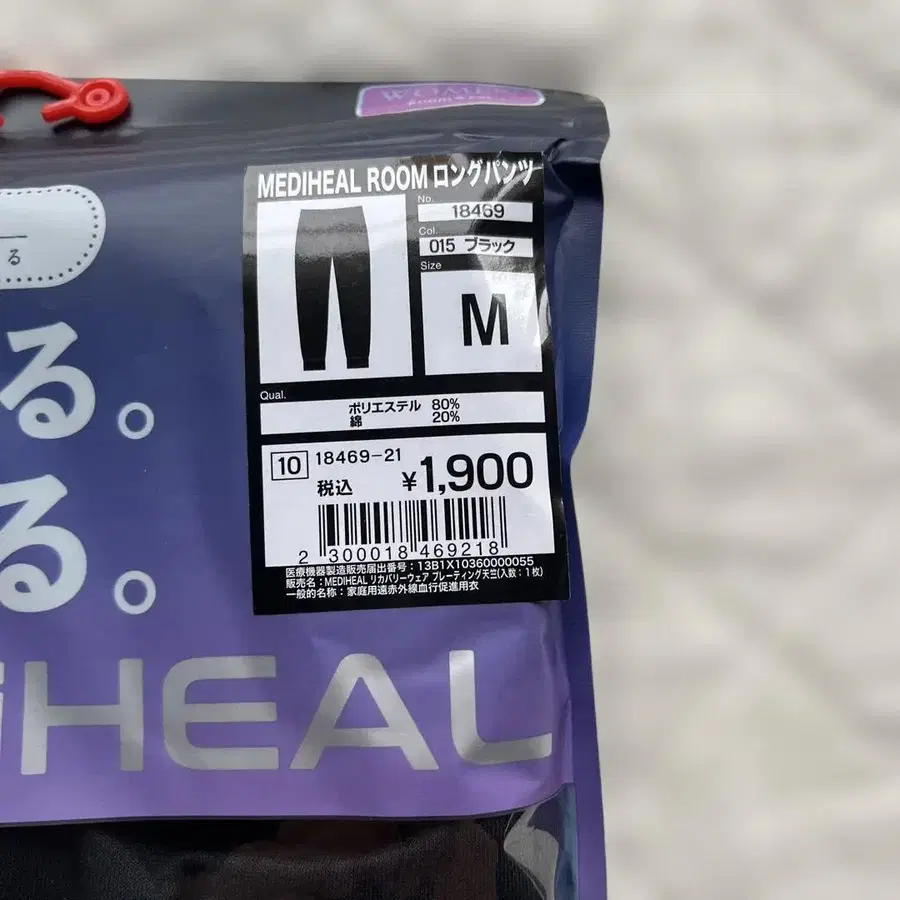 WOMEN
MEDIHEAL ROOM ロングパンツ
No.
18469
Col.
015 ブラック
Size
M
Qual.
ポリエステル 80%
綿 20%
10 18469-21
税込 ¥1,900
2 300018 469218
医療機器製造販売届出番号：13B1X10360000055
販売名：MEDIHEAL リカバリーウェア プレーティング天竺(入数：1枚)
一般的名称：家庭用遠赤外線血行促進用衣
る
る。
る。
iHEAL